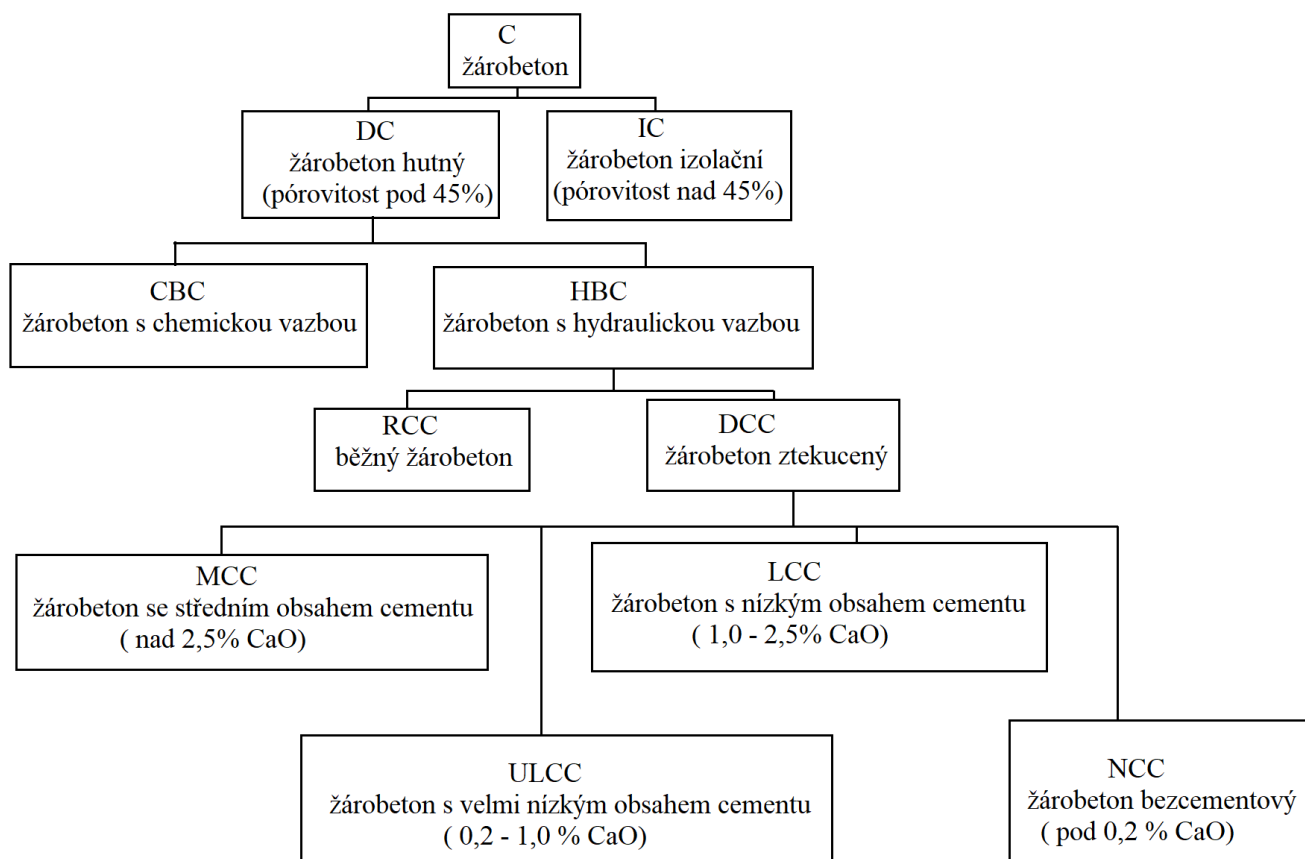 C
žárobeton
DC
žárobeton hutný
(pórovitost pod 45%)
IC
žárobeton izolační
(pórovitost nad 45%)
CBC
žárobeton s chemickou vazbou
HBC
žárobeton s hydraulickou vazbou
RCC
běžný žárobeton
DCC
žárobeton ztekucený
MCC
žárobeton se středním obsahem cementu
( nad 2,5% CaO)
LCC
žárobeton s nízkým obsahem cementu
( 1,0 - 2,5% CaO)
ULCC
žárobeton s velmi nízkým obsahem cementu
( 0,2 - 1,0 % CaO)
NCC
žárobeton bezcementový
( pod 0,2 % CaO)